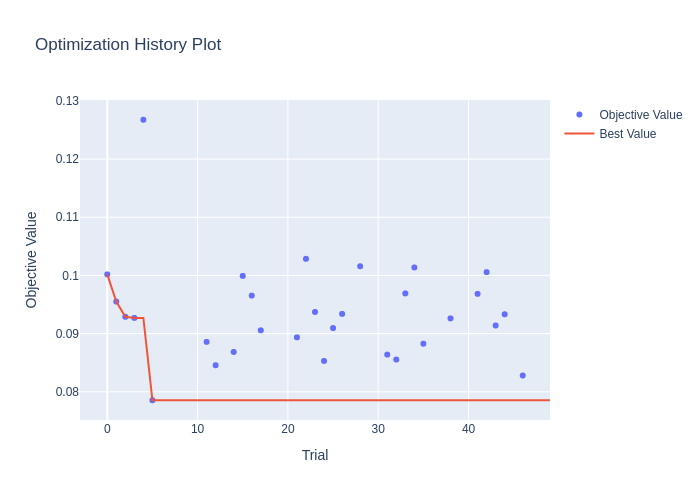 Optimization History Plot
0.13
0.12
0.11
0.1
0.09
0.08
Objective Value
0
10
20
30
40
Trial
Objective Value
Best Value